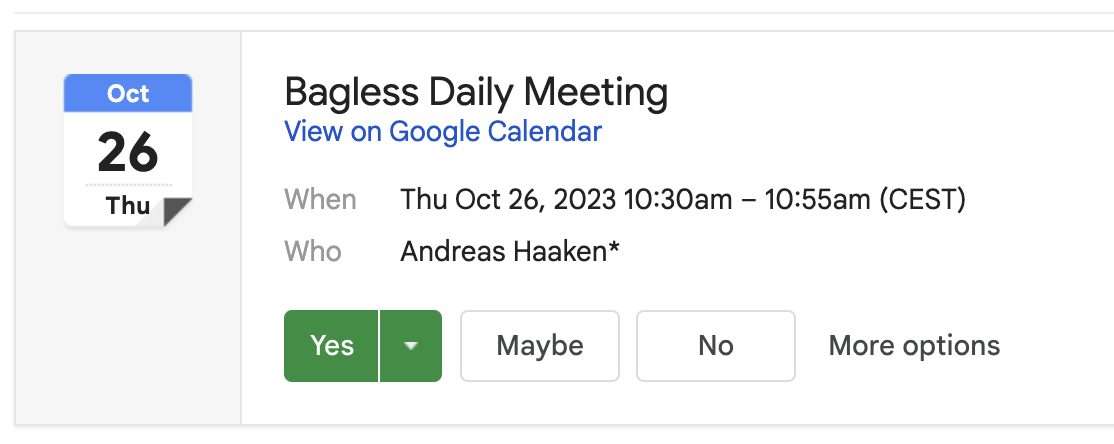 Oct
26
Thu
Bagless Daily Meeting
View on Google Calendar
When Thu Oct 26, 2023 10:30am – 10:55am (CEST)
Who Andreas Haaken*
Yes Maybe No More options